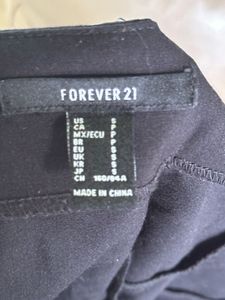 FOREVER 21
US S
CA P
MX/ECU P
BR P
EU S
UK S
KR S
JP S
CN 160/84A
MADE IN CHINA